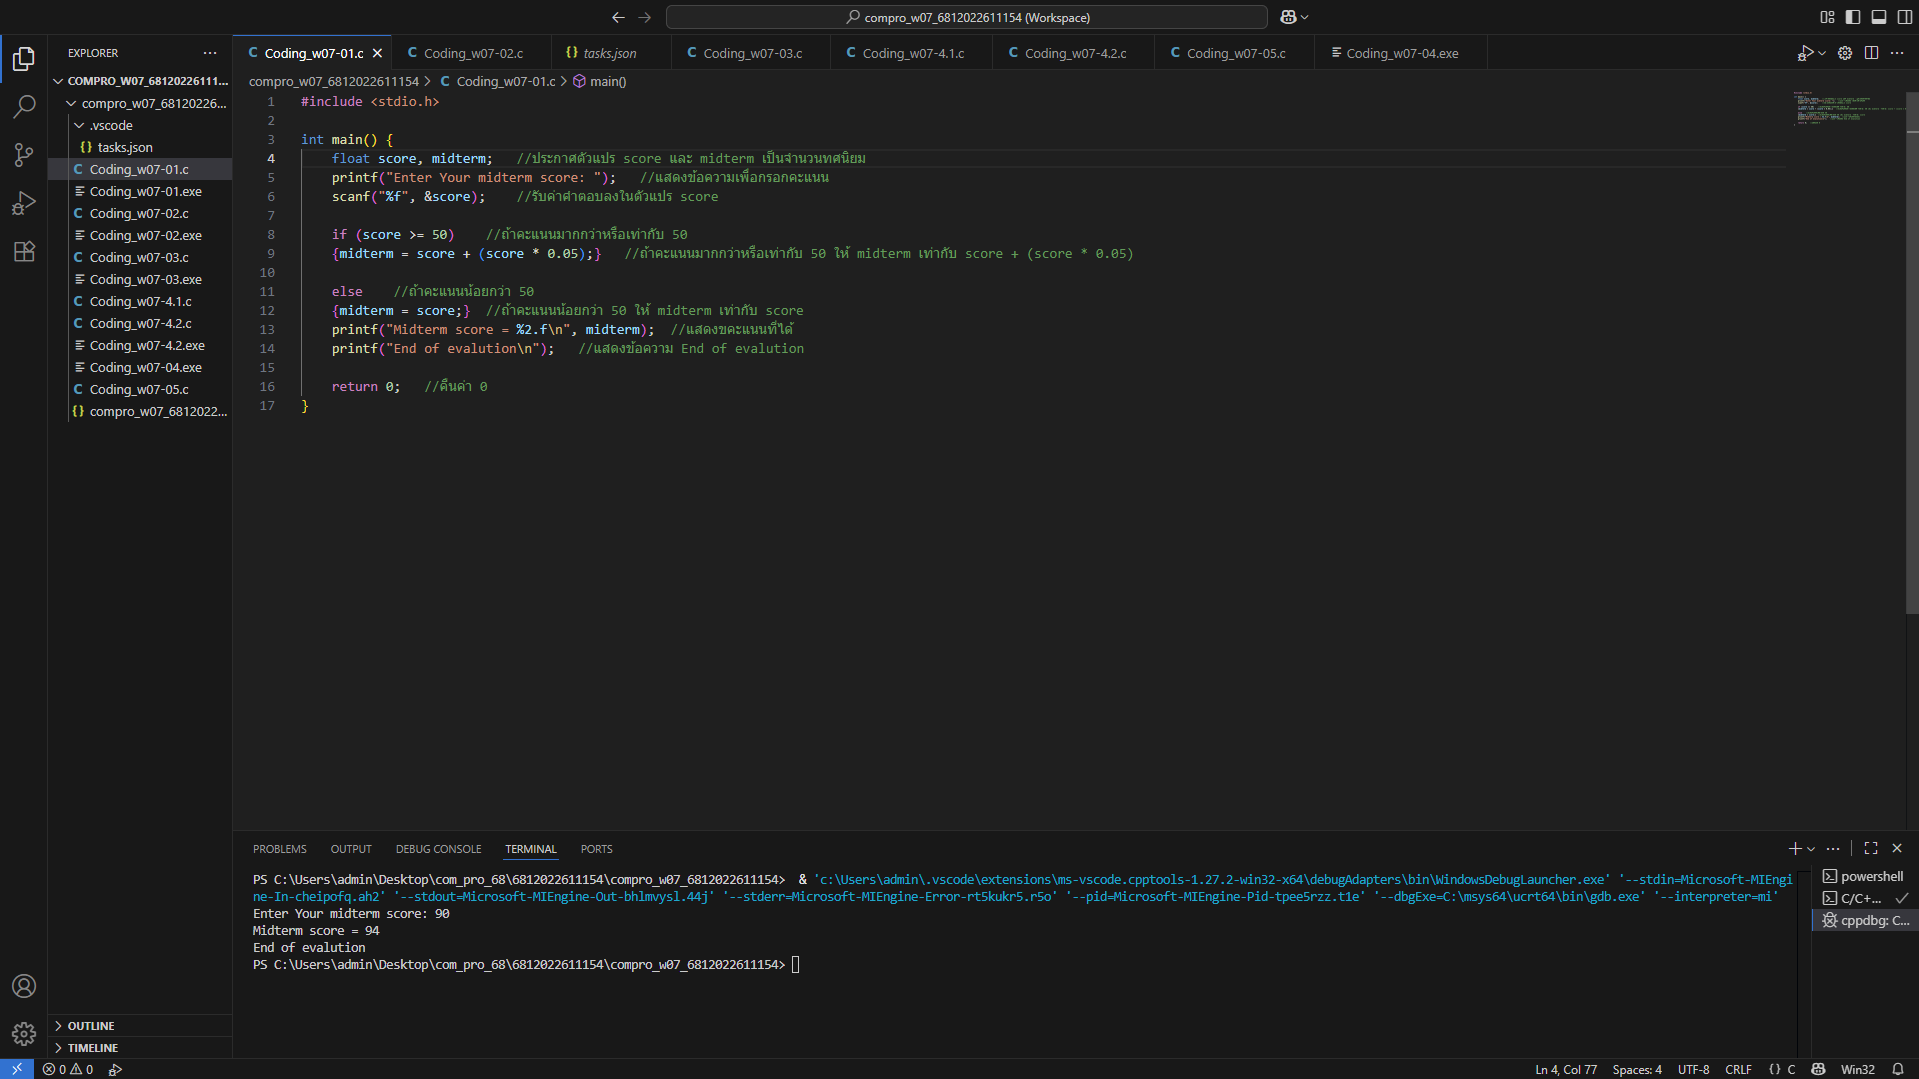 compro_w07_6812022611154 (Workspace)
EXPLORER
COMPRO_W07_68120226111...
compro_w07_68120226...
.vscode
tasks.json
Coding_w07-01.c
Coding_w07-01.exe
Coding_w07-02.c
Coding_w07-02.exe
Coding_w07-03.c
Coding_w07-03.exe
Coding_w07-4.1.c
Coding_w07-4.2.c
Coding_w07-4.2.exe
Coding_w07-04.exe
Coding_w07-05.c
compro_w07_6812022...
OUTLINE
TIMELINE
Coding_w07-01.c Coding_w07-02.c tasks.json Coding_w07-03.c Coding_w07-4.1.c Coding_w07-4.2.c Coding_w07-05.c Coding_w07-04.exe
compro_w07_6812022611154 > Coding_w07-01.c > main()
1 #include <stdio.h>
2
3 int main() {
4 float score, midterm; //ประกาศตัวแปร score และ midterm เป็นจำนวนทศนิยม
5 printf("Enter Your midterm score: "); //แสดงข้อความเพื่อกรอกคะแนน
6 scanf("%f", &score); //รับค่าคำตอบลงในตัวแปร score
7
8 if (score >= 50) //ถ้าคะแนนมากกว่าหรือเท่ากับ 50
9 {midterm = score + (score * 0.05);} //ถ้าคะแนนมากกว่าหรือเท่ากับ 50 ให้ midterm เท่ากับ score + (score * 0.05)
10
11 else //ถ้าคะแนนน้อยกว่า 50
12 {midterm = score;} //ถ้าคะแนนน้อยกว่า 50 ให้ midterm เท่ากับ score
13 printf("Midterm score = %2.f\n", midterm); //แสดงขคะแนนที่ได้
14 printf("End of evalution\n"); //แสดงข้อความ End of evalution
15
16 return 0; //คืนค่า 0
17 }
PROBLEMS OUTPUT DEBUG CONSOLE TERMINAL PORTS
PS C:\Users\admin\Desktop\com_pro_68\6812022611154\compro_w07_6812022611154> & 'c:\Users\admin\.vscode\extensions\ms-vscode.cpptools-1.27.2-win32-x64\debugAdapters\bin\WindowsDebugLauncher.exe' '--stdin=Microsoft-MIEngi
ne-In-cheipofq.ah2' '--stdout=Microsoft-MIEngine-Out-bhlmvysl.44j' '--stderr=Microsoft-MIEngine-Error-rt5kukr5.r5o' '--pid=Microsoft-MIEngine-Pid-tpee5rzz.t1e' '--dbgExe=C:\msys64\ucrt64\bin\gdb.exe' '--interpreter=mi'
Enter Your midterm score: 90
Midterm score = 94
End of evalution
PS C:\Users\admin\Desktop\com_pro_68\6812022611154\compro_w07_6812022611154>
powershell
C/C+...
cppdbg: C...
0 0
Ln 4, Col 77 Spaces: 4 UTF-8 CRLF {} C Win32